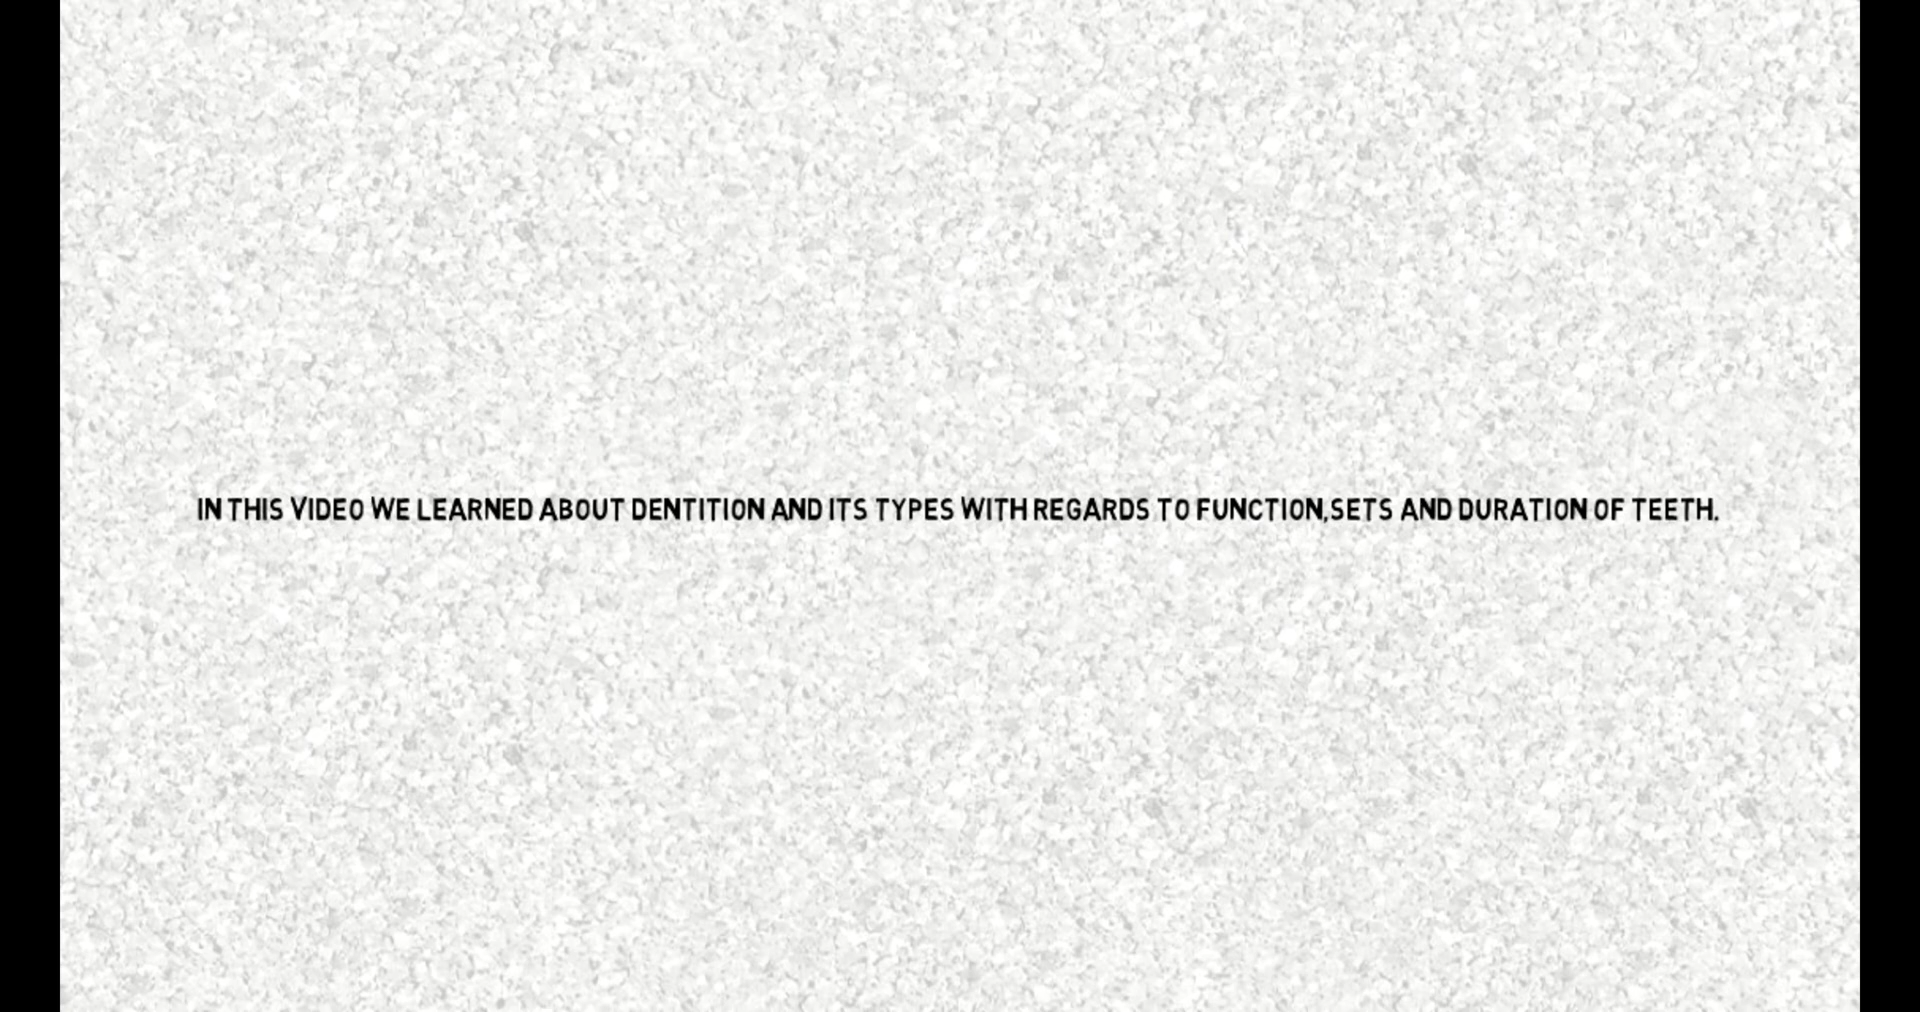 IN THIS VIDEO WE LEARNED ABOUT DENTITION AND ITS TYPES WITH REGARDS TO FUNCTION,SETS AND DURATION OF TEETH.